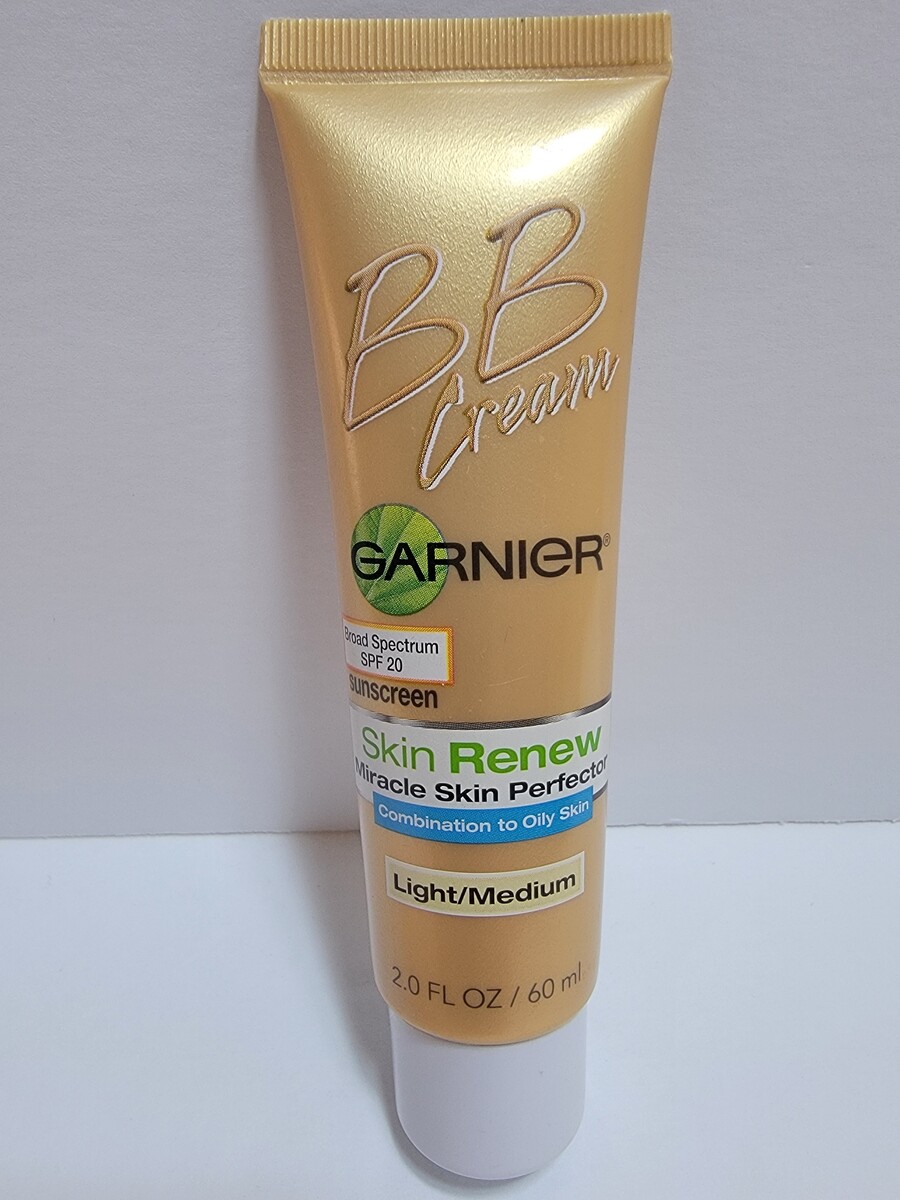 BB
Cream
GARNIER®
Broad Spectrum
SPF 20
sunscreen
Skin Renew
Miracle Skin Perfector
Combination to Oily Skin
Light/Medium
2.0 FL OZ / 60 ml